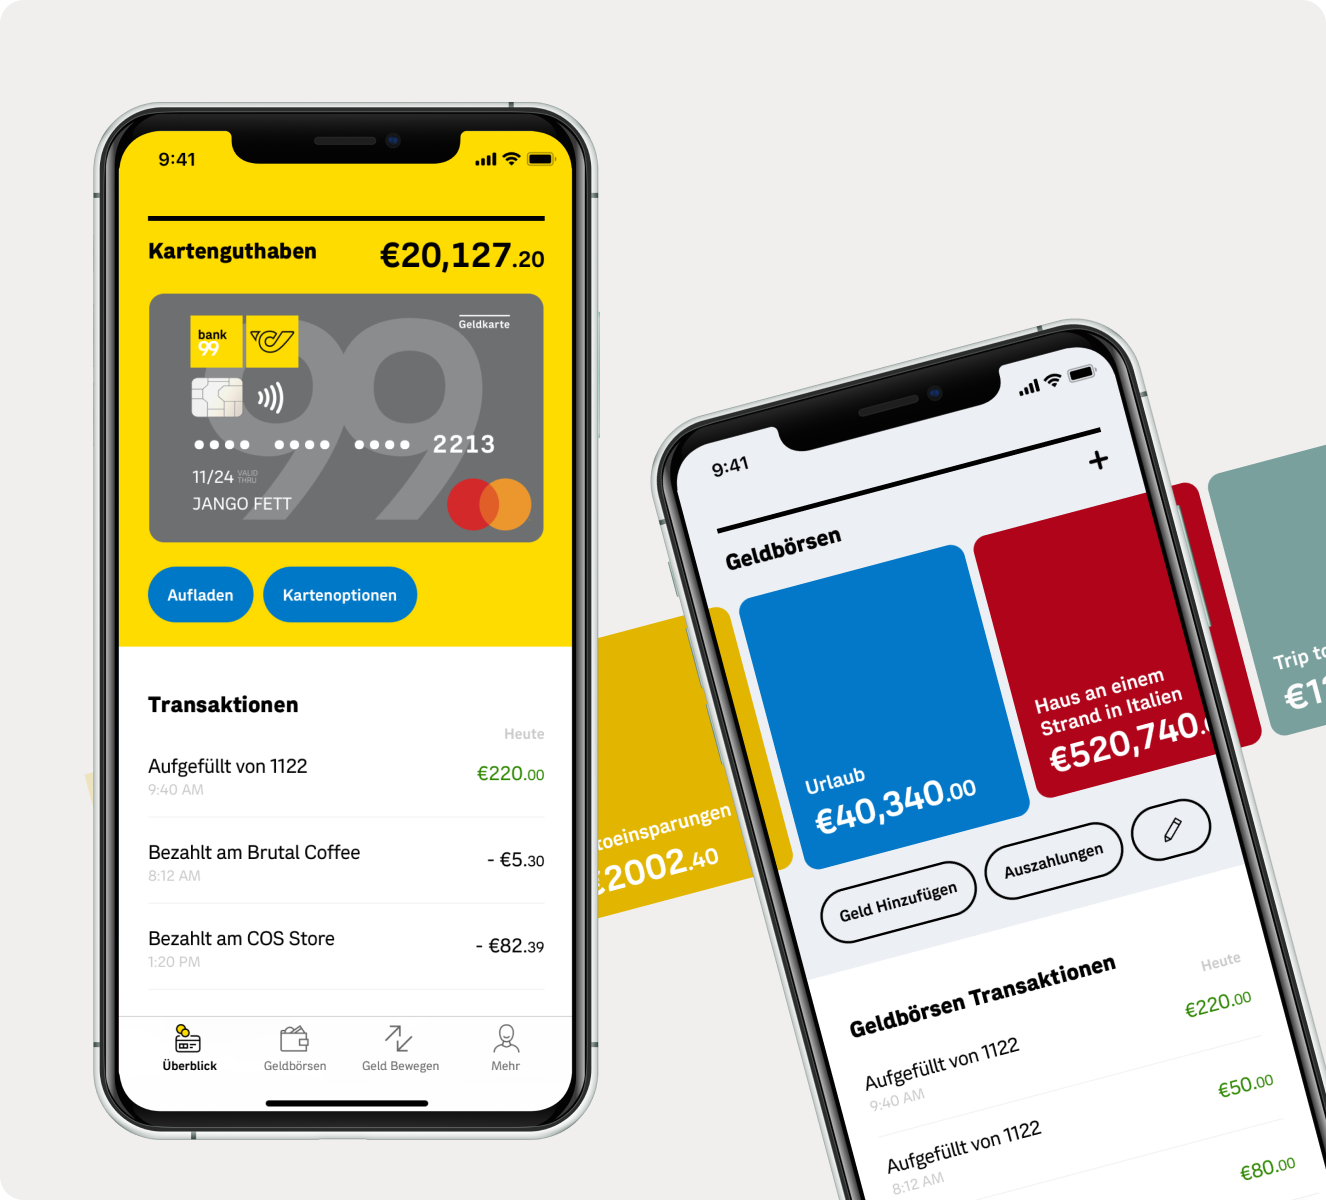 9:41
Kartenguthaben
€20,127.20
bank
99
Geldkarte
99
2213
11/24 VALID THRU
JANGO FETT
Aufladen
Kartenoptionen
Transaktionen
Heute
Aufgefüllt von 1122
€220.00
9:40 AM
Bezahlt am Brutal Coffee
- €5.30
8:12 AM
Bezahlt am COS Store
- €82.39
1:20 PM
Überblick
Geldbörsen
Geld Bewegen
Mehr
9:41
Geldbörsen
toeinsparungen
€2002.40
Urlaub
€40,340.00
Haus an einem
Strand in Italien
€520,740.
Trip to
Geld Hinzufügen
Auszahlungen
Geldbörsen Transaktionen
Heute
Aufgefüllt von 1122
€220.00
9:40 AM
Aufgefüllt von 1122
€50.00
8:12 AM
€80.00